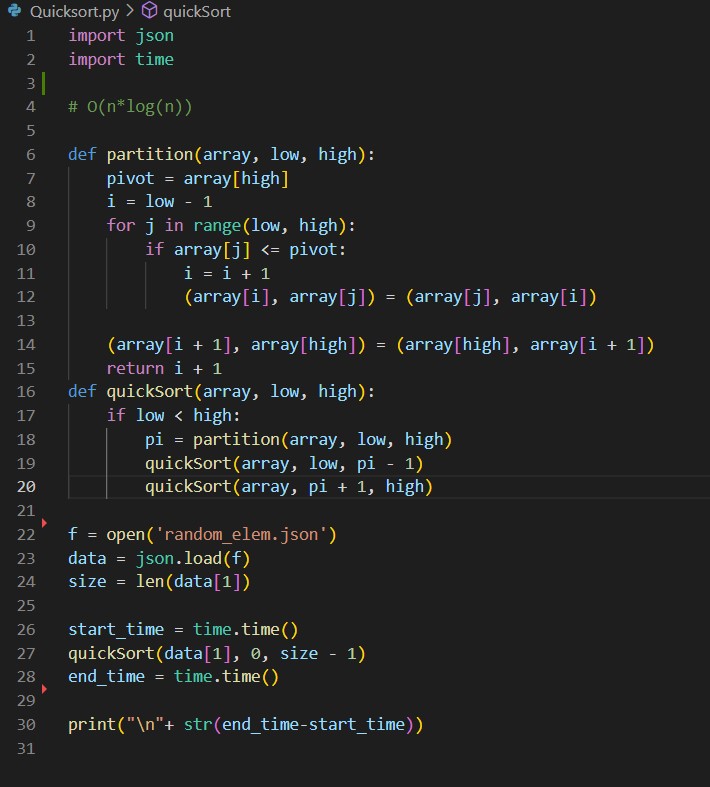 Quicksort.py > quickSort
1 import json
2 import time
3
4 # O(n*log(n))
5
6 def partition(array, low, high):
7     pivot = array[high]
8     i = low - 1
9     for j in range(low, high):
10         if array[j] <= pivot:
11             i = i + 1
12             (array[i], array[j]) = (array[j], array[i])
13
14     (array[i + 1], array[high]) = (array[high], array[i + 1])
15     return i + 1
16 def quickSort(array, low, high):
17     if low < high:
18         pi = partition(array, low, high)
19         quickSort(array, low, pi - 1)
20         quickSort(array, pi + 1, high)
21
22 f = open('random_elem.json')
23 data = json.load(f)
24 size = len(data[1])
25
26 start_time = time.time()
27 quickSort(data[1], 0, size - 1)
28 end_time = time.time()
29
30 print("\n"+ str(end_time-start_time))
31